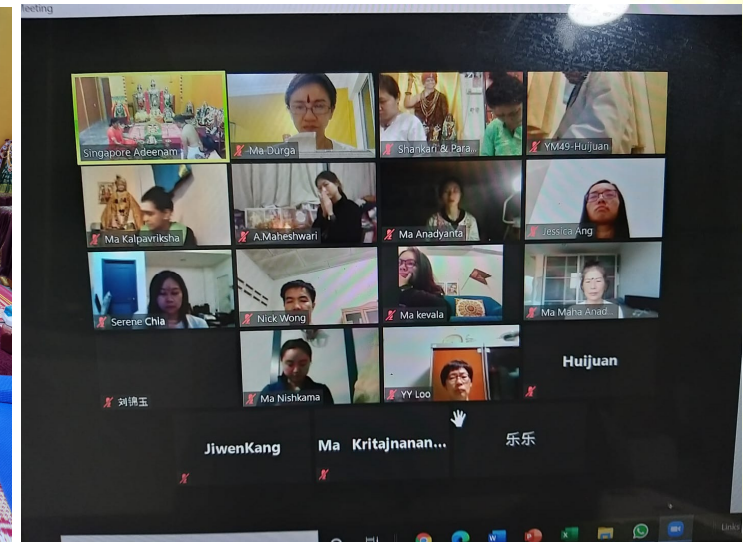 Meeting
Singapore Adeenam
Ma Durga
Shankari & Para...
YM49-Huijuan
Ma Kalpavriksha
A.Maheshwari
Ma Anadyanta
Jessica Ang
Serene Chia
Nick Wong
Ma kevala
Ma Maha Anad...
刘锦玉
Ma Nishkama
YY Loo
Huijuan
JiwenKang
Ma Kritajnanan...
乐乐
Links